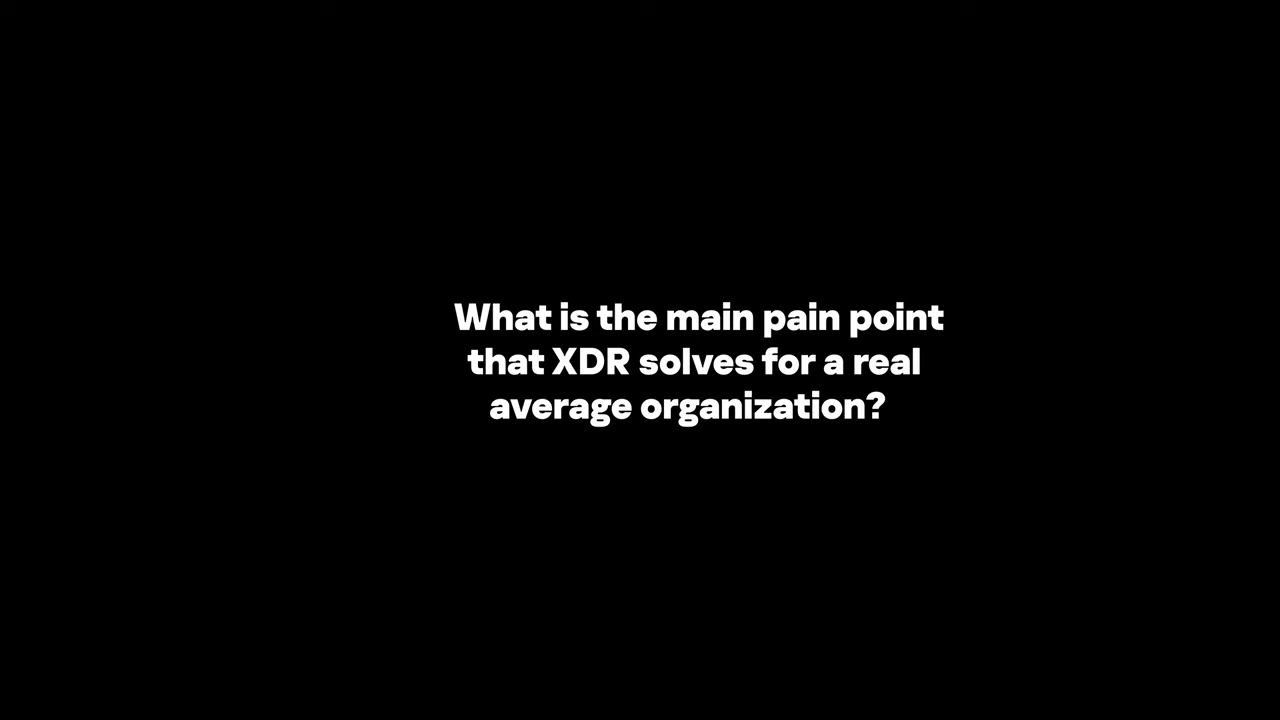 What is the main pain point
that XDR solves for a real
average organization?